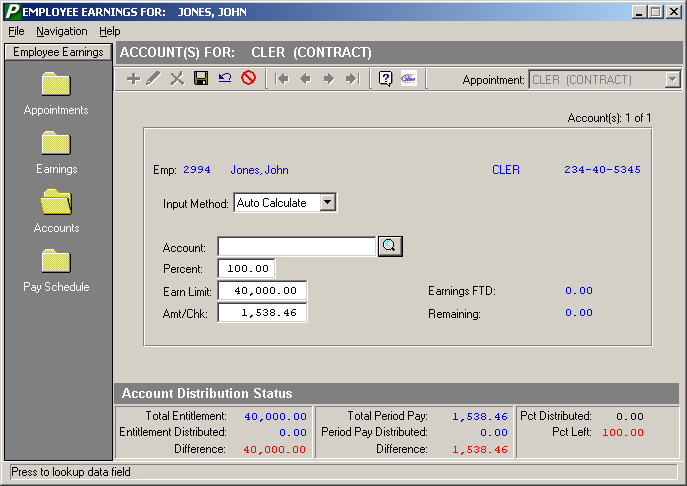 P EMPLOYEE EARNINGS FOR: JONES, JOHN
File Navigation Help
Employee Earnings
ACCOUNT(S) FOR: CLER (CONTRACT)
Appointment: CLER (CONTRACT)
Appointments
Earnings
Accounts
Pay Schedule
Account(s): 1 of 1
Emp: 2994 Jones, John CLER 234-40-5345
Input Method: Auto Calculate
Account:
Percent: 100.00
Earn Limit: 40,000.00 Earnings FTD: 0.00
Amt/Chk: 1,538.46 Remaining: 0.00
Account Distribution Status
Total Entitlement: 40,000.00 Total Period Pay: 1,538.46 Pct Distributed: 0.00
Entitlement Distributed: 0.00 Period Pay Distributed: 0.00 Pct Left: 100.00
Difference: 40,000.00 Difference: 1,538.46
Press to lookup data field